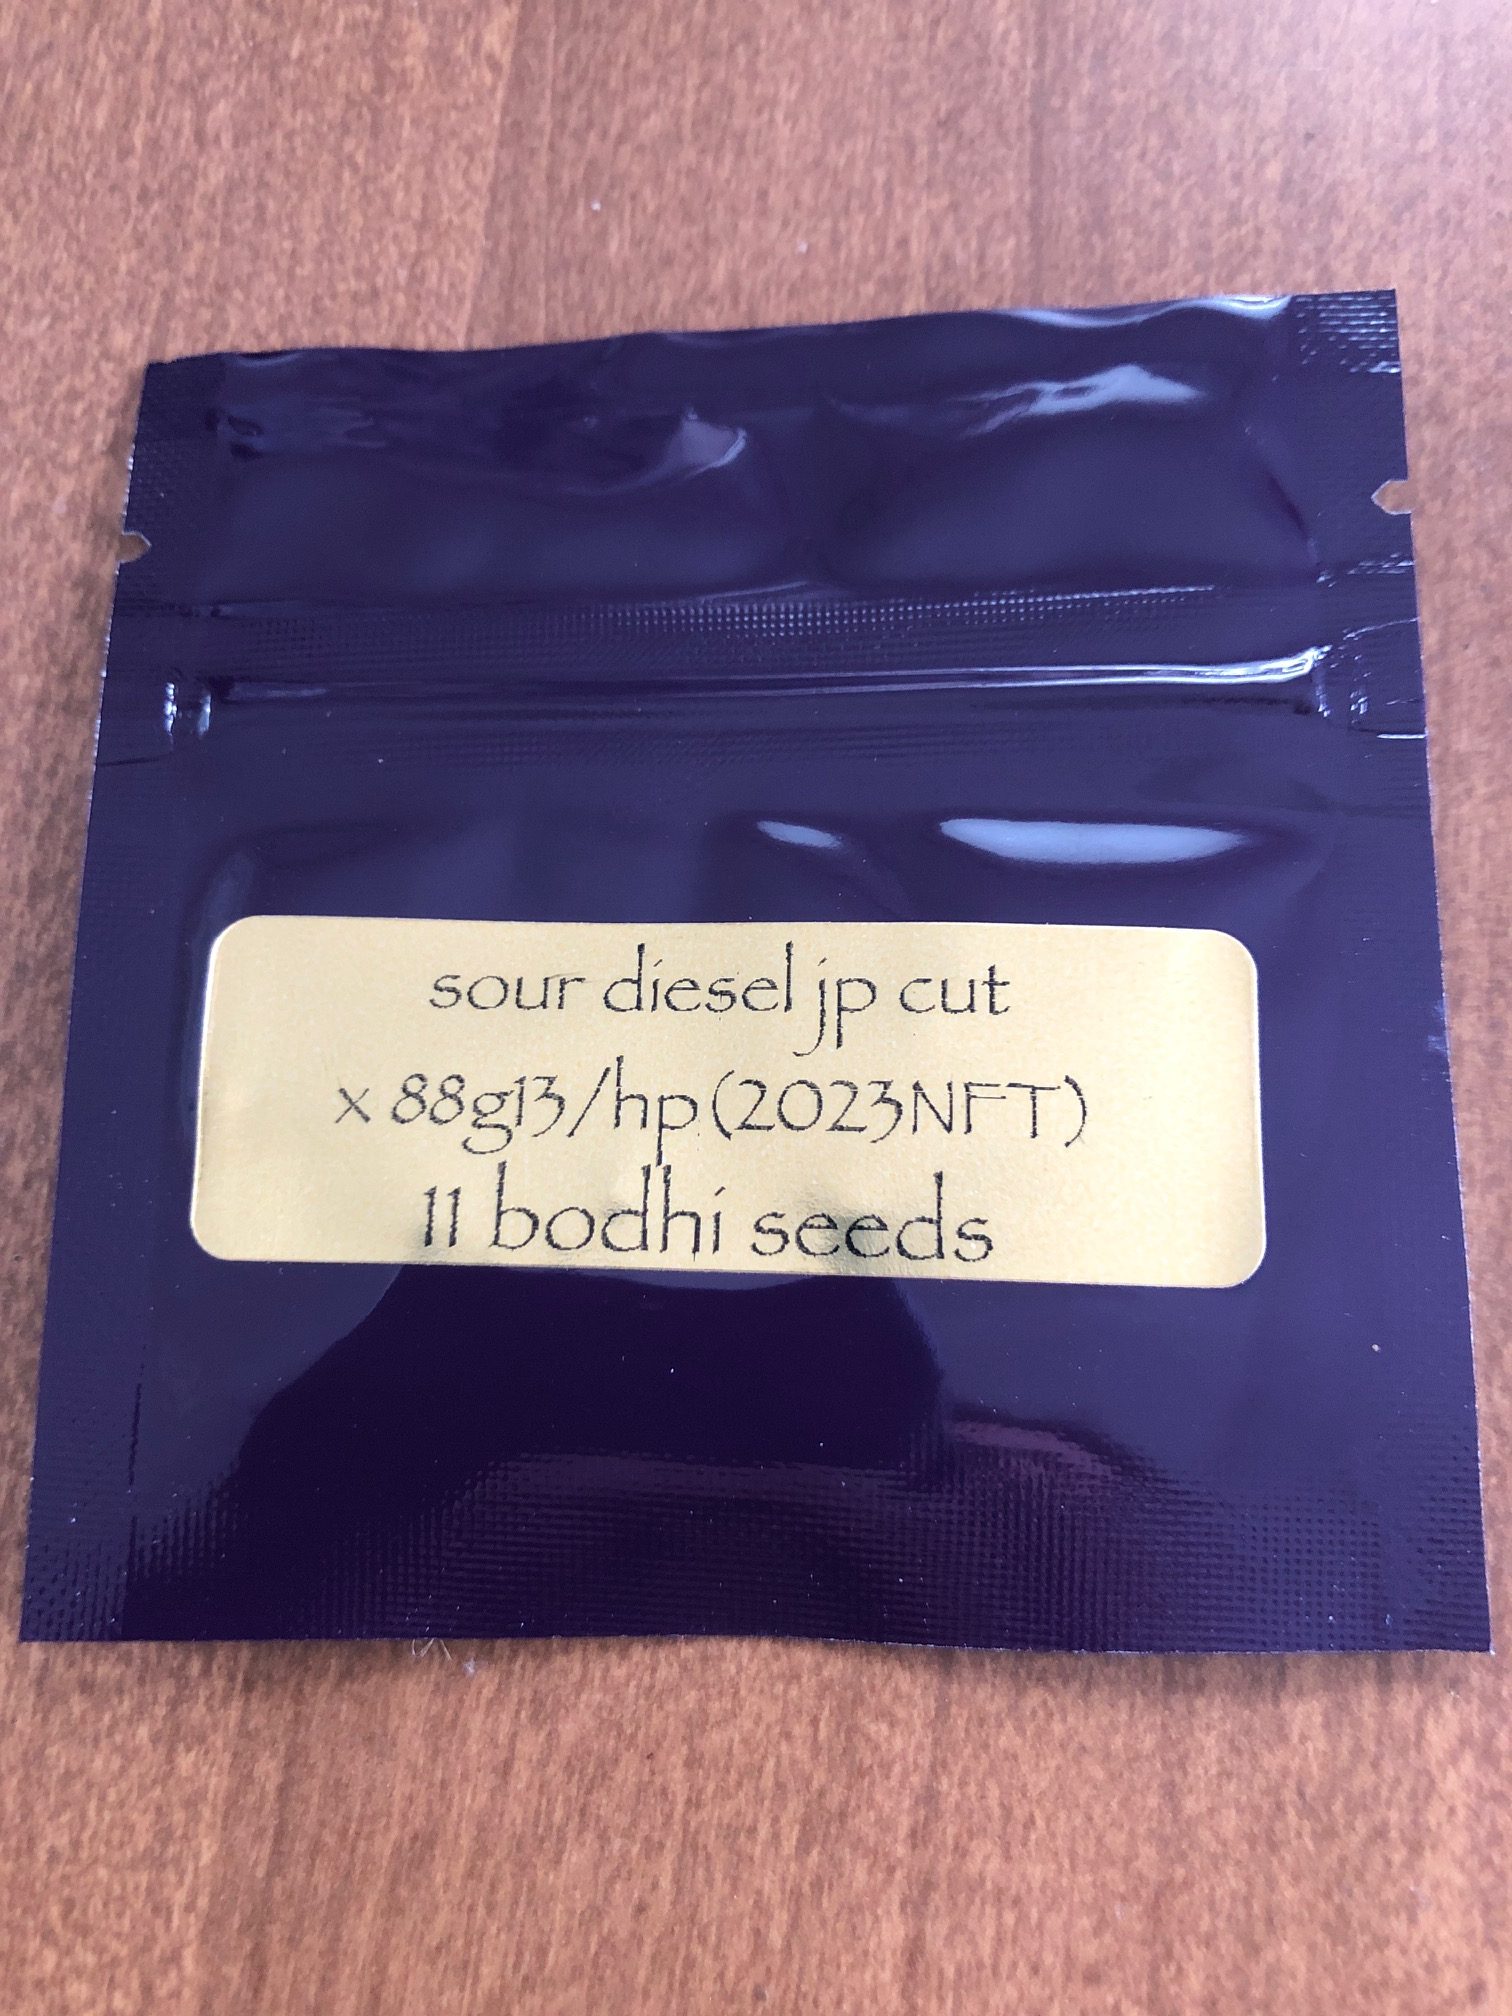 sour diesel jp cut
x 88g13/hp (2023NFT)
11 bodhi seeds